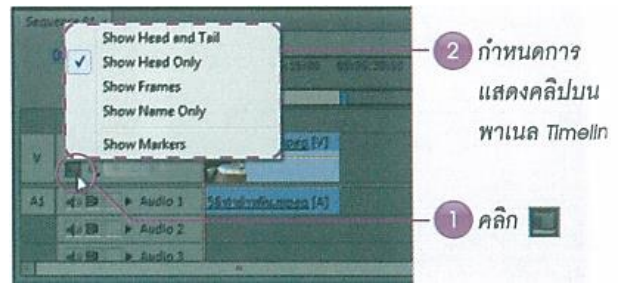 Show Head and Tail
Show Head Only
Show Frames
Show Name Only
Show Markers
2 กำหนดการ
แสดงคลิปบน
พาเนล Timelin
V
[V]
A1 Audio 1 [A]
1 คลิก
Audio 2
Audio 3